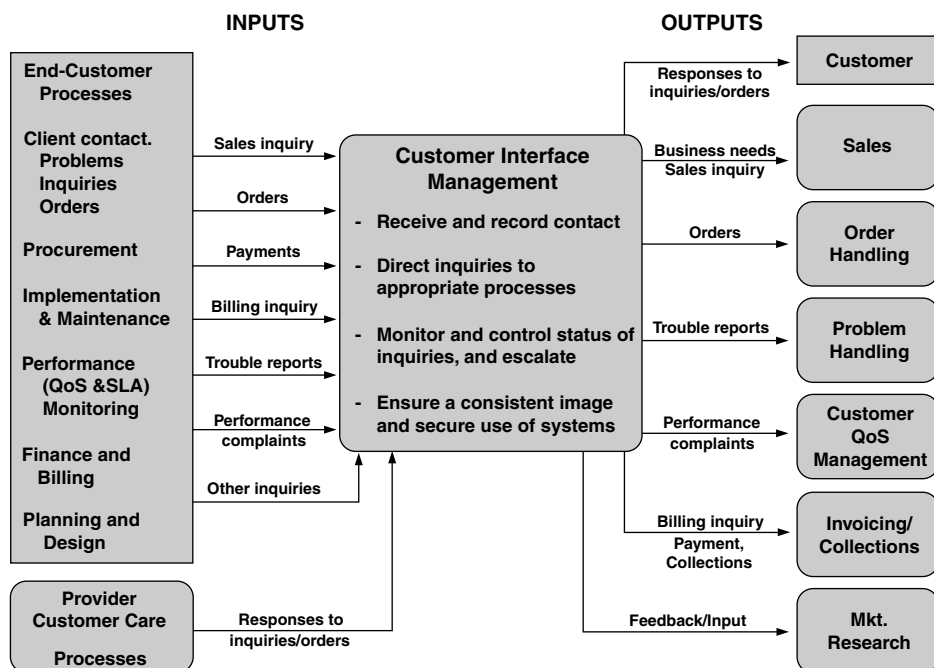 INPUTS
OUTPUTS
End-Customer
Processes
Client contact.
Problems
Inquiries
Orders
Procurement
Implementation
& Maintenance
Performance
(QoS &SLA)
Monitoring
Finance and
Billing
Planning and
Design
Provider
Customer Care
Processes
Sales inquiry
Orders
Payments
Billing inquiry
Trouble reports
Performance
complaints
Other inquiries
Responses to
inquiries/orders
Customer Interface
Management
- Receive and record contact
- Direct inquiries to
appropriate processes
- Monitor and control status of
inquiries, and escalate
- Ensure a consistent image
and secure use of systems
Responses to
inquiries/orders
Business needs
Sales inquiry
Orders
Trouble reports
Performance
complaints
Billing inquiry
Payment,
Collections
Feedback/Input
Customer
Sales
Order
Handling
Problem
Handling
Customer
QoS
Management
Invoicing/
Collections
Mkt.
Research